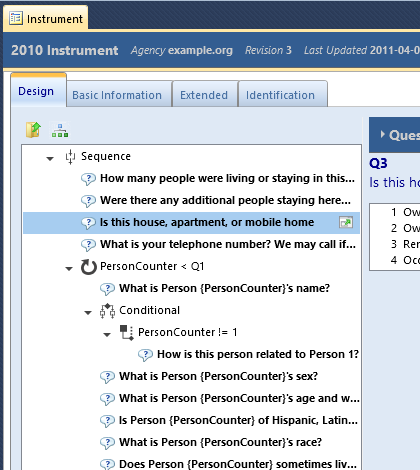 Instrument
2010 Instrument Agency example.org Revision 3 Last Updated 2011-04-0
Design Basic Information Extended Identification
Sequence
How many people were living or staying in this...
Were there any additional people staying here...
Is this house, apartment, or mobile home
What is your telephone number? We may call if...
PersonCounter < Q1
What is Person {PersonCounter}'s name?
Conditional
PersonCounter != 1
How is this person related to Person 1?
What is Person {PersonCounter}'s sex?
What is Person {PersonCounter}'s age and w...
Is Person {PersonCounter} of Hispanic, Latin...
What is Person {PersonCounter}'s race?
Does Person {PersonCounter} sometimes liv...
Ques
Q3
Is this ho
1 Ow
2 Ow
3 Ren
4 Occ